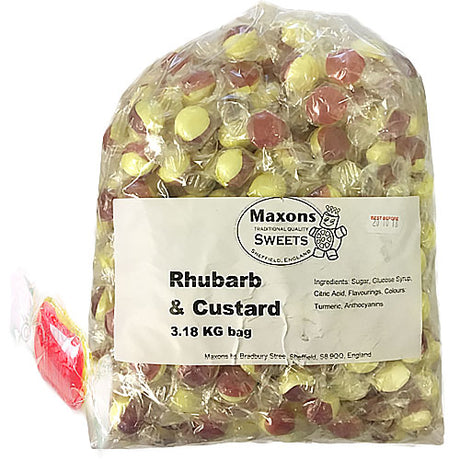 Maxons
TRADITIONAL QUALITY
SWEETS
SHEFFIELD, ENGLAND
BEST BEFORE
Rhubarb
& Custard
3.18 KG bag
Ingredients: Sugar, Glucose Syrup,
Citric Acid, Flavourings, Colours:
Turmeric, Anthocyanins
Maxons Bradbury Street, Sheffield, S8 9QQ, England